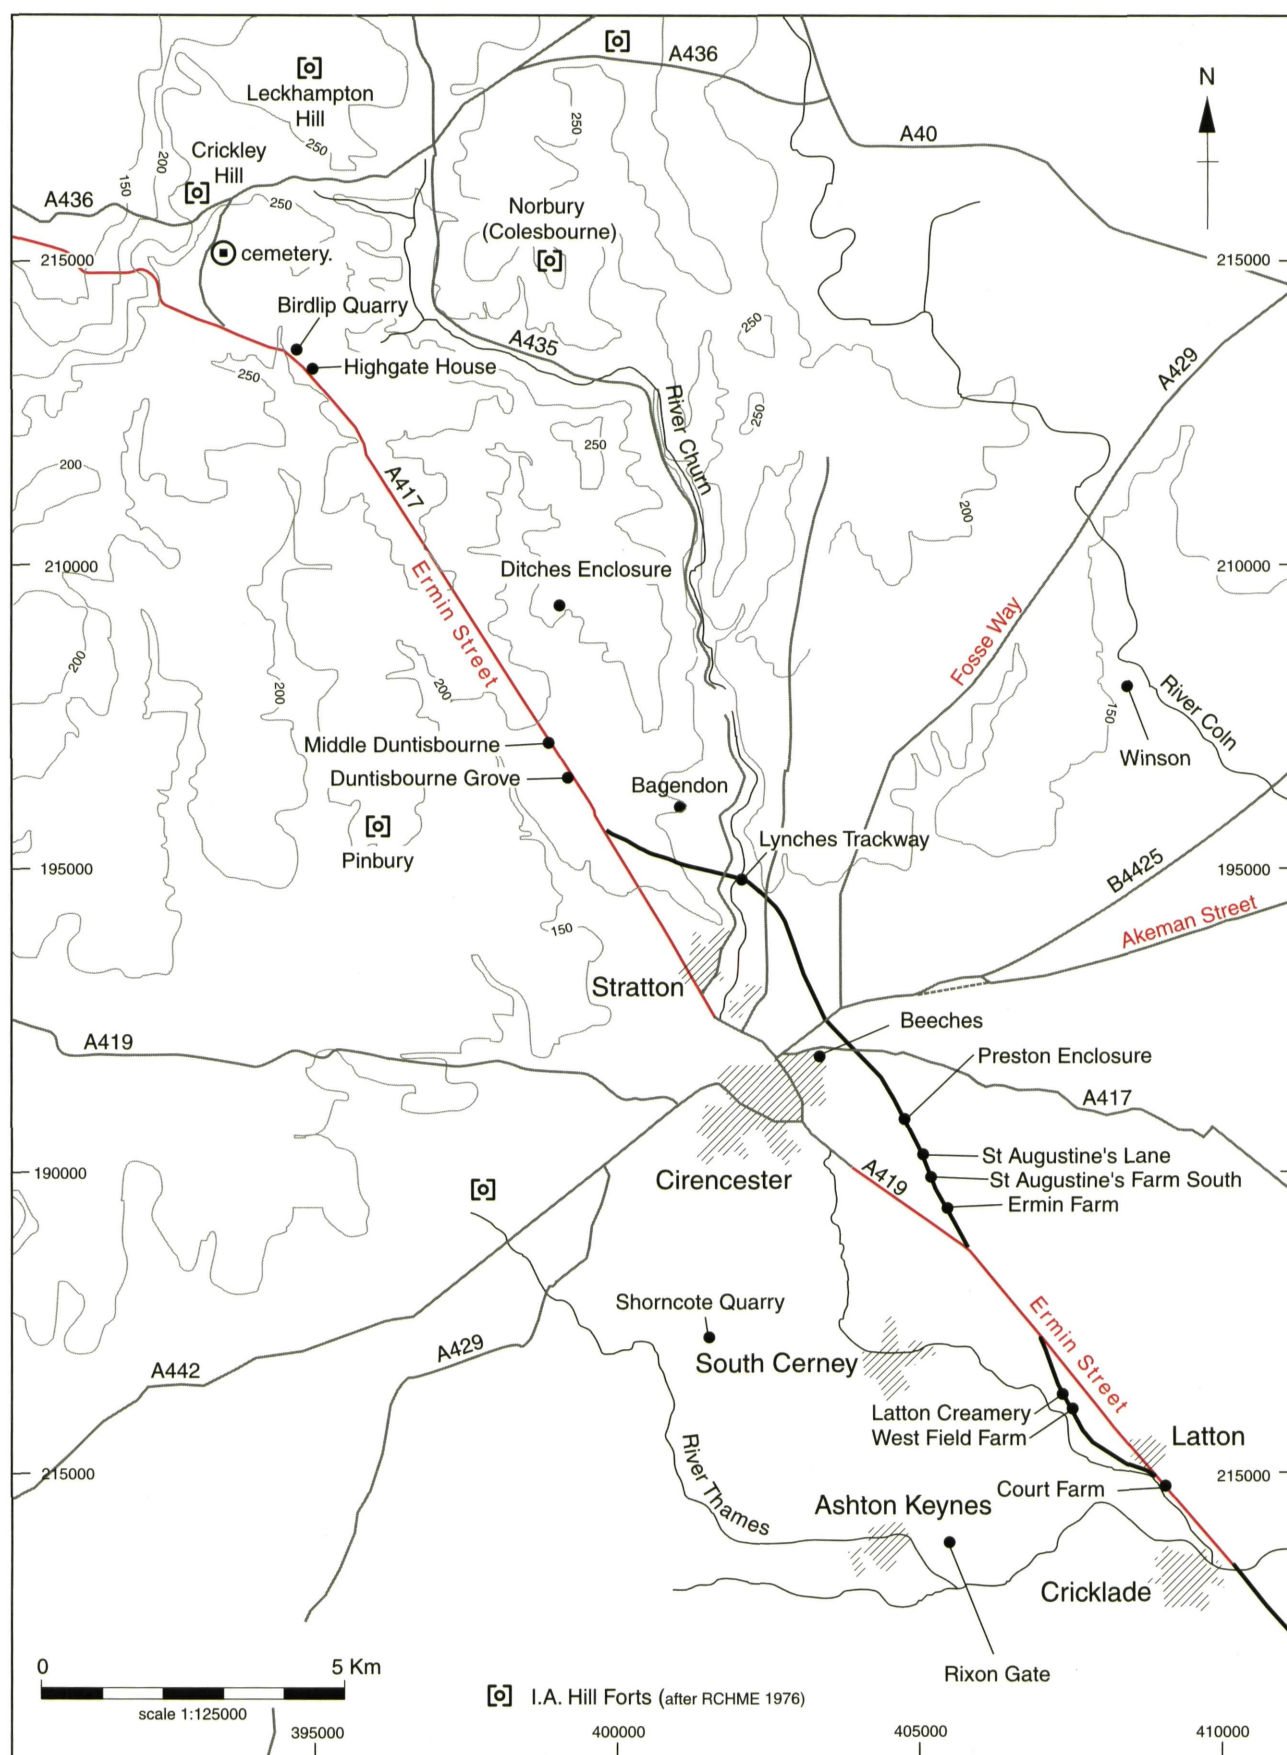 A436
N
Leckhampton
Hill
250
250
A40
Crickley
Hill
200
150
A436
250
Norbury
(Colesbourne)
215000
cemetery.
215000
Birdlip Quarry
A435
250
Highgate House
250
A429
River Churn
250
250
200
A417
200
210000
Ermin Street
Ditches Enclosure
210000
Fosse Way
200
200
200
150
River Coln
Middle Duntisbourne
Winson
Duntisbourne Grove
Bagendon
Lynches Trackway
Pinbury
195000
B4425
195000
Akeman Street
150
Stratton
Beeches
A419
Preston Enclosure
A417
St Augustine's Lane
190000
Cirencester
A419
St Augustine's Farm South
Ermin Farm
Shorncote Quarry
Ermin Street
A429
South Cerney
A442
Latton Creamery
West Field Farm
Latton
River Thames
215000
215000
Court Farm
Ashton Keynes
Cricklade
0 5 Km
Rixon Gate
I.A. Hill Forts (after RCHME 1976)
scale 1:125000
395000
400000
405000
410000